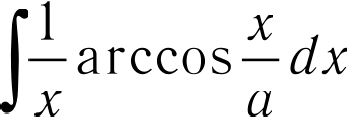 ∫ 1/x arccos x/a dx